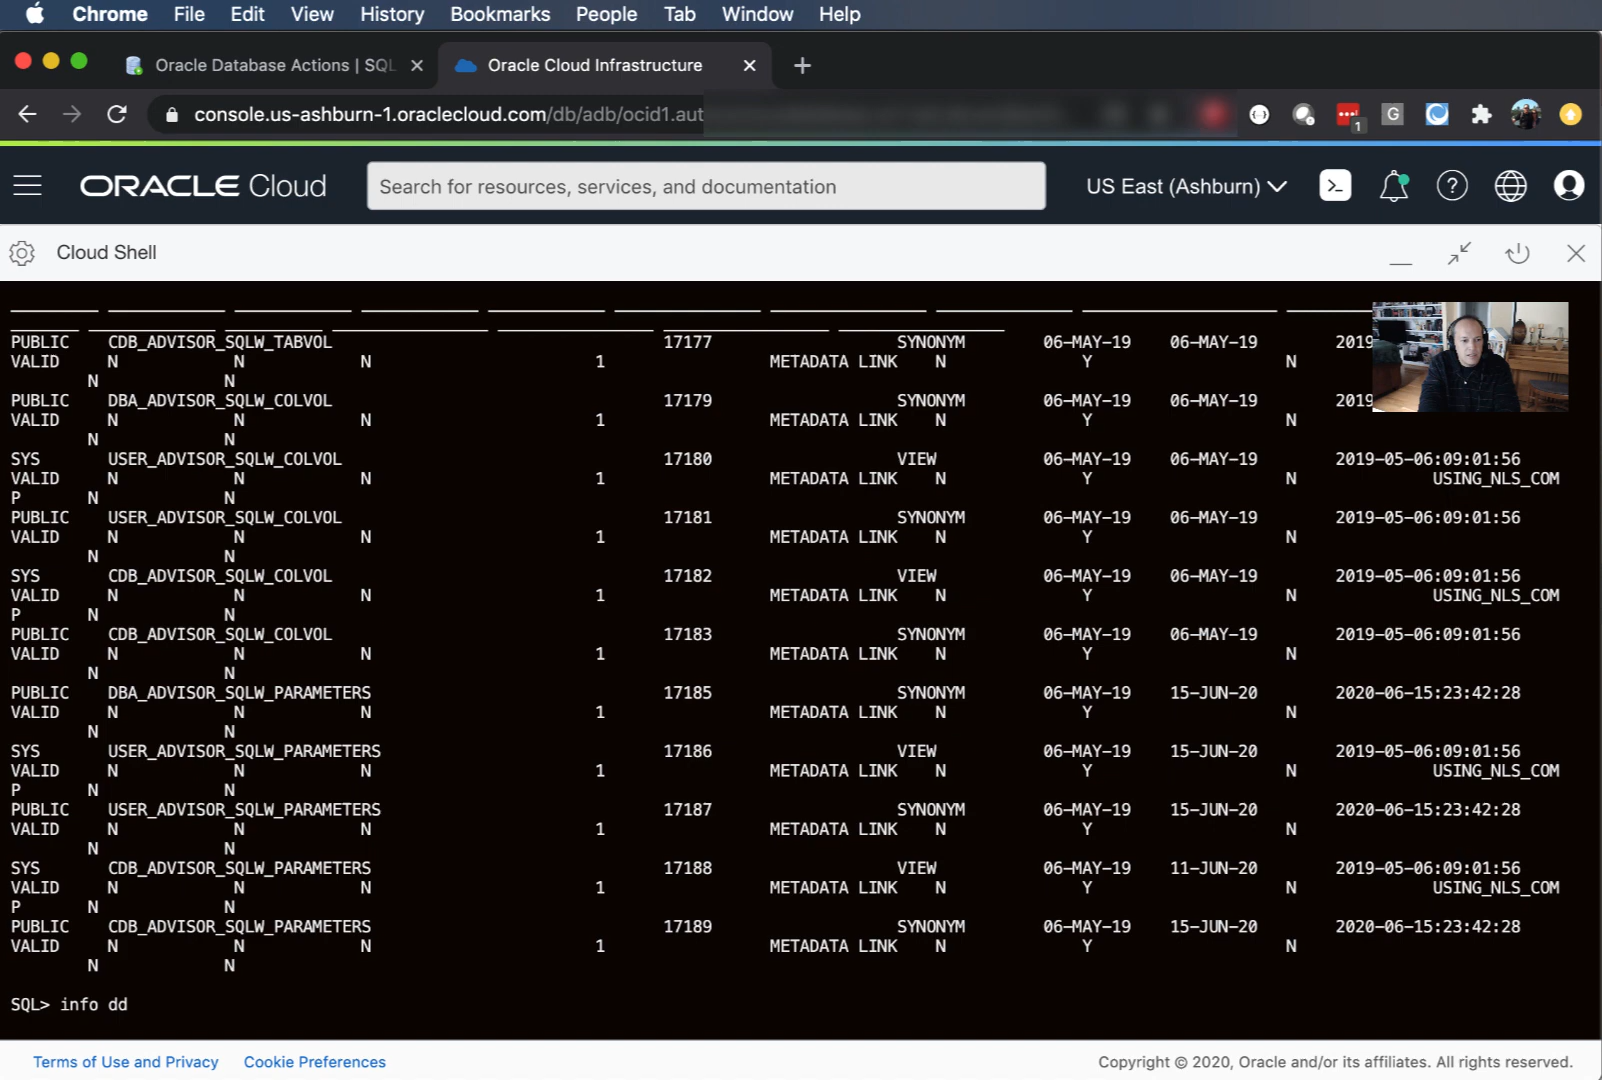 Chrome File Edit View History Bookmarks People Tab Window Help
Oracle Database Actions | SQL
Oracle Cloud Infrastructure
console.us-ashburn-1.oraclecloud.com/db/adb/ocid1.aut
1
G
ORACLE Cloud
Search for resources, services, and documentation
US East (Ashburn)
Cloud Shell
PUBLIC CDB_ADVISOR_SQLW_TABVOL 17177 SYNONYM 06-MAY-19 06-MAY-19 2019
VALID N N N 1 METADATA LINK N Y N
N N
PUBLIC DBA_ADVISOR_SQLW_COLVOL 17179 SYNONYM 06-MAY-19 06-MAY-19 2019
VALID N N N 1 METADATA LINK N Y N
N N
SYS USER_ADVISOR_SQLW_COLVOL 17180 VIEW 06-MAY-19 06-MAY-19 2019-05-06:09:01:56
VALID N N N 1 METADATA LINK N Y N USING_NLS_COM
P N N
PUBLIC USER_ADVISOR_SQLW_COLVOL 17181 SYNONYM 06-MAY-19 06-MAY-19 2019-05-06:09:01:56
VALID N N N 1 METADATA LINK N Y N
N N
SYS CDB_ADVISOR_SQLW_COLVOL 17182 VIEW 06-MAY-19 06-MAY-19 2019-05-06:09:01:56
VALID N N N 1 METADATA LINK N Y N USING_NLS_COM
P N N
PUBLIC CDB_ADVISOR_SQLW_COLVOL 17183 SYNONYM 06-MAY-19 06-MAY-19 2019-05-06:09:01:56
VALID N N N 1 METADATA LINK N Y N
N N
PUBLIC DBA_ADVISOR_SQLW_PARAMETERS 17185 SYNONYM 06-MAY-19 15-JUN-20 2020-06-15:23:42:28
VALID N N N 1 METADATA LINK N Y N
N N
SYS USER_ADVISOR_SQLW_PARAMETERS 17186 VIEW 06-MAY-19 15-JUN-20 2019-05-06:09:01:56
VALID N N N 1 METADATA LINK N Y N USING_NLS_COM
P N N
PUBLIC USER_ADVISOR_SQLW_PARAMETERS 17187 SYNONYM 06-MAY-19 15-JUN-20 2020-06-15:23:42:28
VALID N N N 1 METADATA LINK N Y N
N N
SYS CDB_ADVISOR_SQLW_PARAMETERS 17188 VIEW 06-MAY-19 11-JUN-20 2019-05-06:09:01:56
VALID N N N 1 METADATA LINK N Y N USING_NLS_COM
P N N
PUBLIC CDB_ADVISOR_SQLW_PARAMETERS 17189 SYNONYM 06-MAY-19 15-JUN-20 2020-06-15:23:42:28
VALID N N N 1 METADATA LINK N Y N
N N
SQL> info dd
Terms of Use and Privacy Cookie Preferences
Copyright © 2020, Oracle and/or its affiliates. All rights reserved.